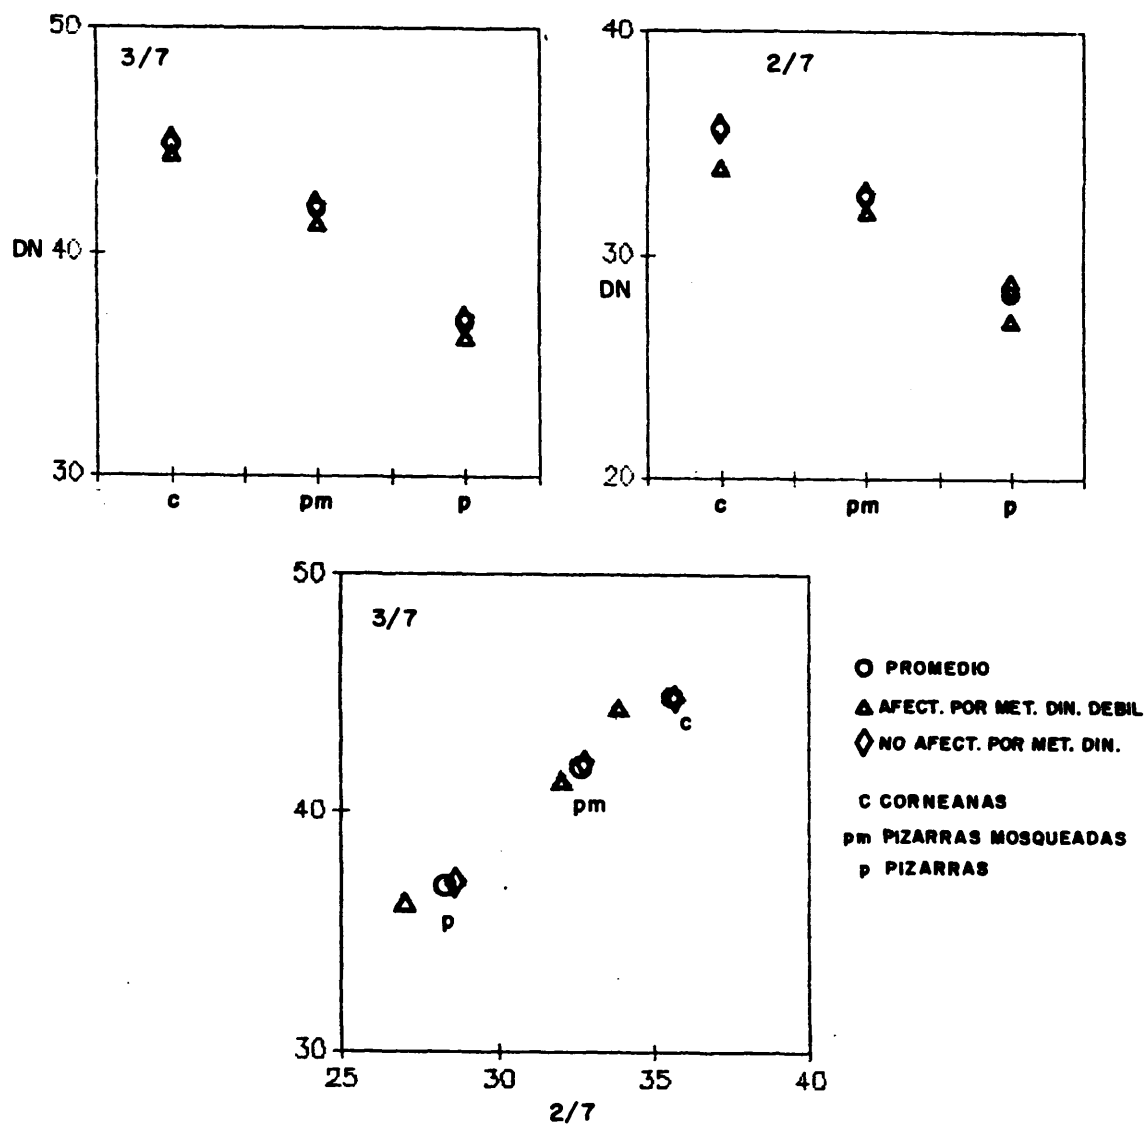 50
3/7
DN 40
30
c pm p
40
2/7
30
DN
20
c pm p
50
3/7
c
40
pm
p
30
25 30 35 40
2/7
PROMEDIO
AFECT. POR MET. DIN. DEBIL
NO AFECT. POR MET. DIN.
C CORNEANAS
pm PIZARRAS MOSQUEADAS
p PIZARRAS